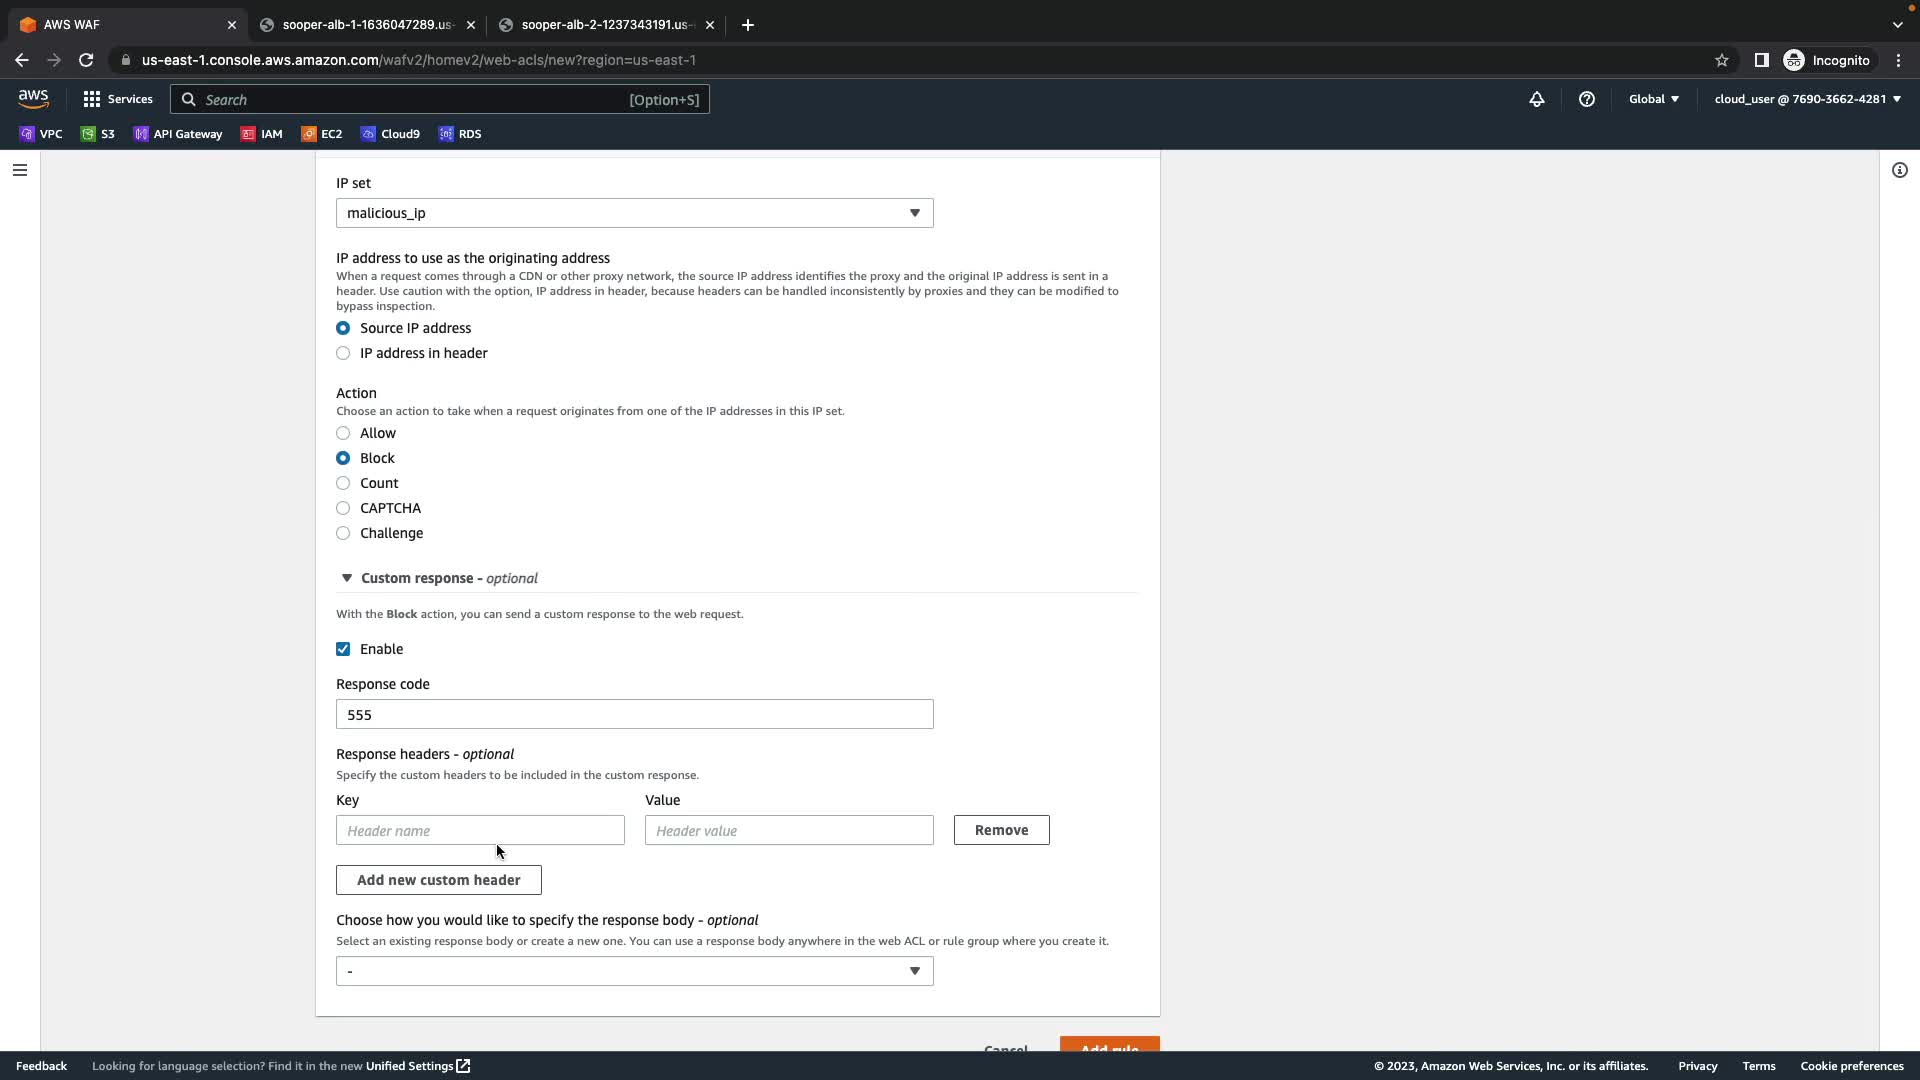 AWS WAF
sooper-alb-1-1636047289.us-
sooper-alb-2-1237343191.us-
us-east-1.console.aws.amazon.com/wafv2/homev2/web-acls/new?region=us-east-1
Incognito
aws
Services
Search
[Option+S]
Global
cloud_user @ 7690-3662-4281
VPC
S3
API Gateway
IAM
EC2
Cloud9
RDS
IP set
malicious_ip
IP address to use as the originating address
When a request comes through a CDN or other proxy network, the source IP address identifies the proxy and the original IP address is sent in a
header. Use caution with the option, IP address in header, because headers can be handled inconsistently by proxies and they can be modified to
bypass inspection.
Source IP address
IP address in header
Action
Choose an action to take when a request originates from one of the IP addresses in this IP set.
Allow
Block
Count
CAPTCHA
Challenge
Custom response - optional
With the Block action, you can send a custom response to the web request.
Enable
Response code
555
Response headers - optional
Specify the custom headers to be included in the custom response.
Key
Value
Header name
Header value
Remove
Add new custom header
Choose how you would like to specify the response body - optional
Select an existing response body or create a new one. You can use a response body anywhere in the web ACL or rule group where you create it.
-
Cancel
Add rule
Feedback
Looking for language selection? Find it in the new Unified Settings
© 2023, Amazon Web Services, Inc. or its affiliates.
Privacy
Terms
Cookie preferences